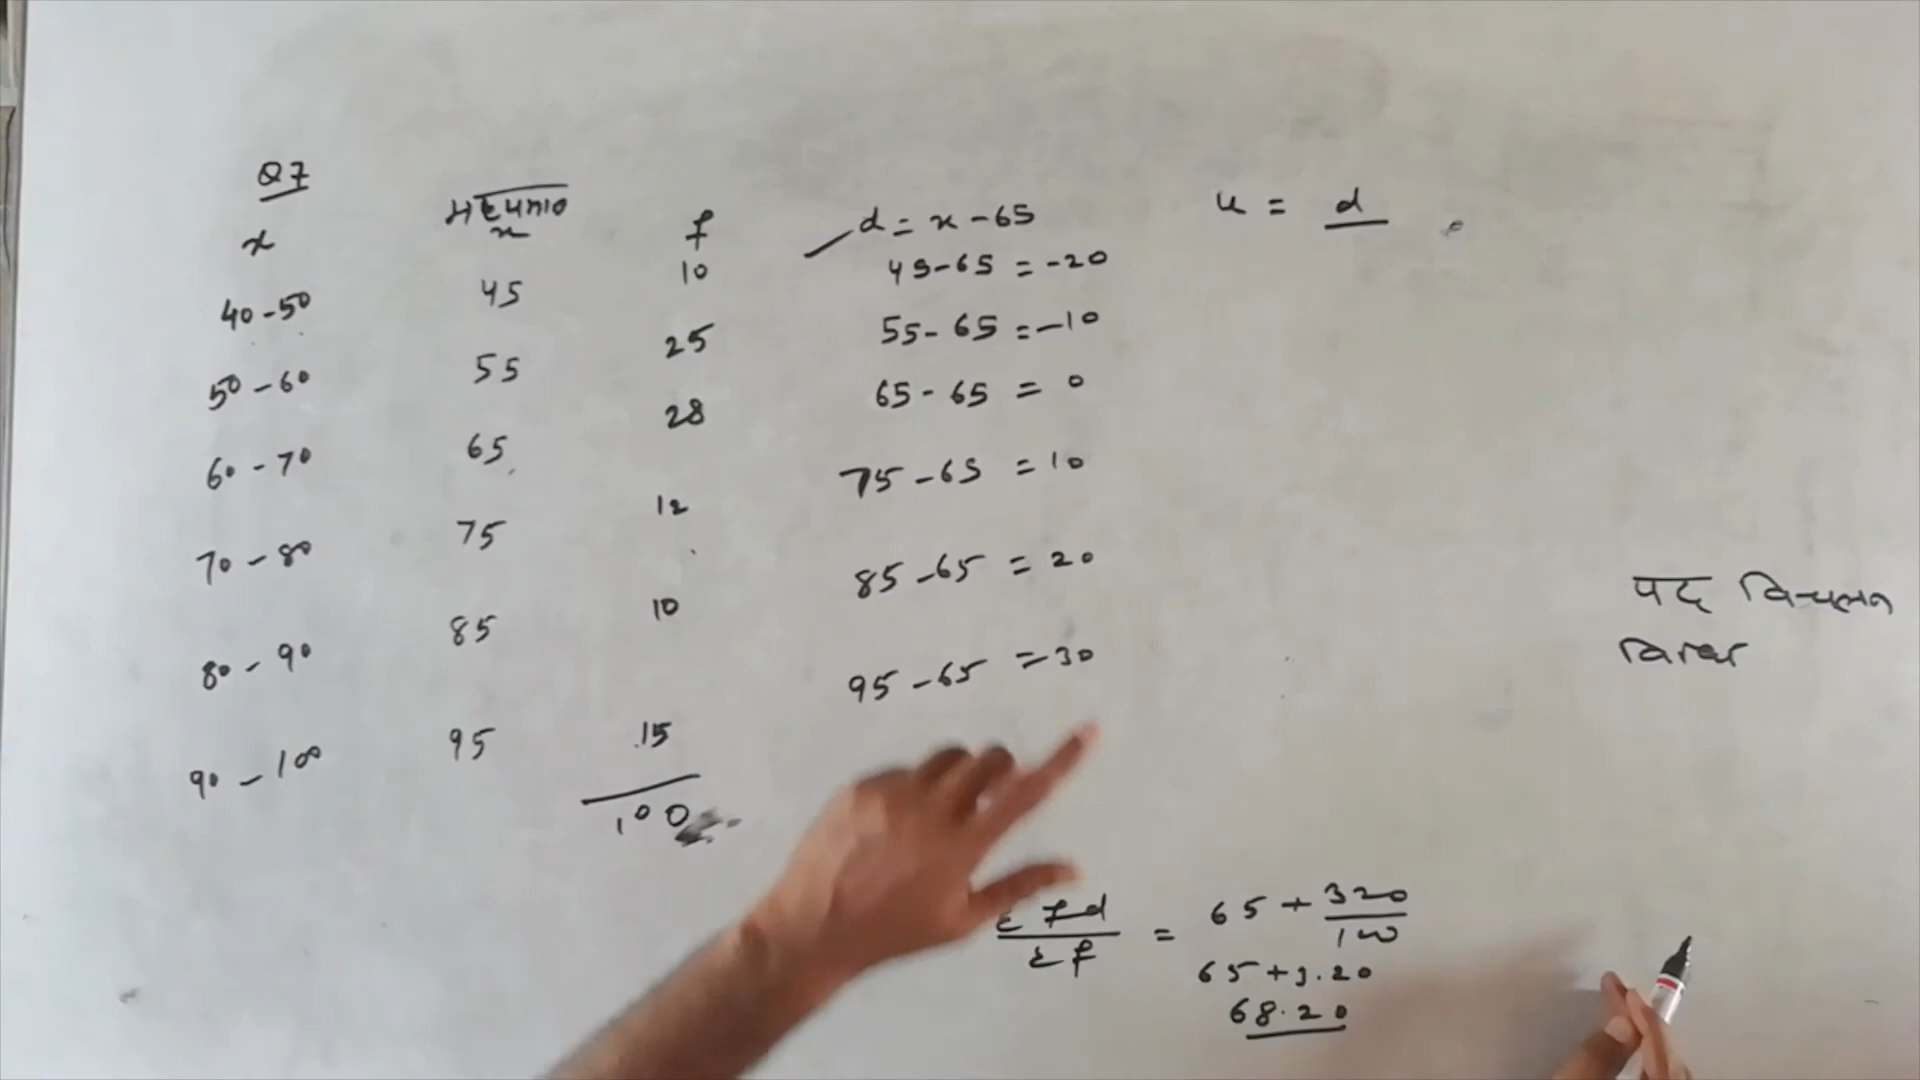 Q7
x मध्यमान x f d = x - 65 u = d
40-50 45 10 45-65 = -20
50-60 55 25 55-65 = -10
60-70 65 28 65-65 = 0
70-80 75 12 75-65 = 10
80-90 85 10 85-65 = 20
90-100 95 15 95-65 = 30
100
पद विचलन
Σfd / Σf = 65 + 320/100
65 + 3.20
68.20